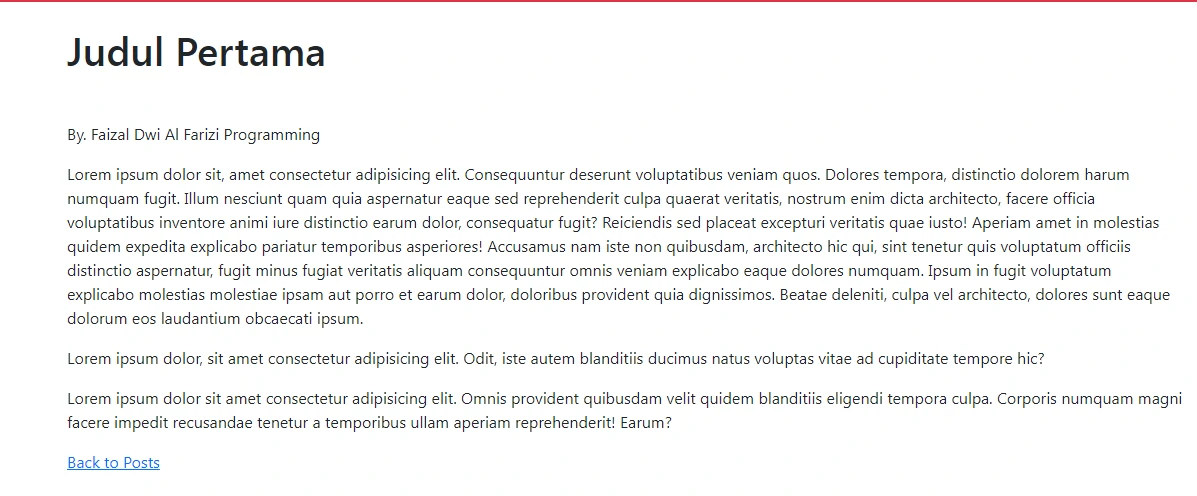 Judul Pertama
By. Faizal Dwi Al Farizi Programming
Lorem ipsum dolor sit, amet consectetur adipisicing elit. Consequuntur deserunt voluptatibus veniam quos. Dolores tempora, distinctio dolorem harum
numquam fugit. Illum nesciunt quam quia aspernatur eaque sed reprehenderit culpa quaerat veritatis, nostrum enim dicta architecto, facere officia
voluptatibus inventore animi iure distinctio earum dolor, consequatur fugit? Reiciendis sed placeat excepturi veritatis quae iusto! Aperiam amet in molestias
quidem expedita explicabo pariatur temporibus asperiores! Accusamus nam iste non quibusdam, architecto hic qui, sint tenetur quis voluptatum officiis
distinctio aspernatur, fugit minus fugiat veritatis aliquam consequuntur omnis veniam explicabo eaque dolores numquam. Ipsum in fugit voluptatum
explicabo molestias molestiae ipsam aut porro et earum dolor, doloribus provident quia dignissimos. Beatae deleniti, culpa vel architecto, dolores sunt eaque
dolorum eos laudantium obcaecati ipsum.
Lorem ipsum dolor, sit amet consectetur adipisicing elit. Odit, iste autem blanditiis ducimus natus voluptas vitae ad cupiditate tempore hic?
Lorem ipsum dolor sit amet consectetur adipisicing elit. Omnis provident quibusdam velit quidem blanditiis eligendi tempora culpa. Corporis numquam magni
facere impedit recusandae tenetur a temporibus ullam aperiam reprehenderit! Earum?
Back to Posts